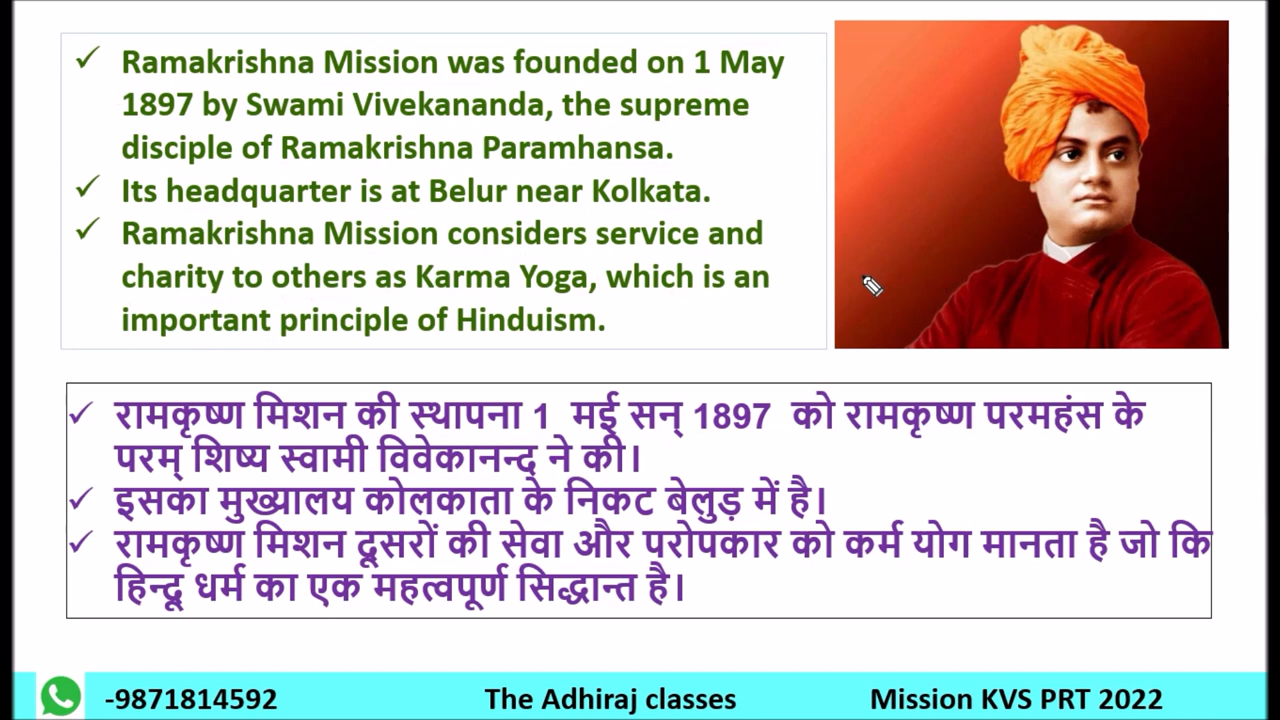 ✓ Ramakrishna Mission was founded on 1 May
1897 by Swami Vivekananda, the supreme
disciple of Ramakrishna Paramhansa.
✓ Its headquarter is at Belur near Kolkata.
✓ Ramakrishna Mission considers service and
charity to others as Karma Yoga, which is an
important principle of Hinduism.
✓ रामकृष्ण मिशन की स्थापना 1 मई सन् 1897 को रामकृष्ण परमहंस के
परम् शिष्य स्वामी विवेकानन्द ने की।
✓ इसका मुख्यालय कोलकाता के निकट बेलुड़ में है।
✓ रामकृष्ण मिशन दूसरों की सेवा और परोपकार को कर्म योग मानता है जो कि
हिन्दू धर्म का एक महत्वपूर्ण सिद्धान्त है।
-9871814592 The Adhiraj classes Mission KVS PRT 2022